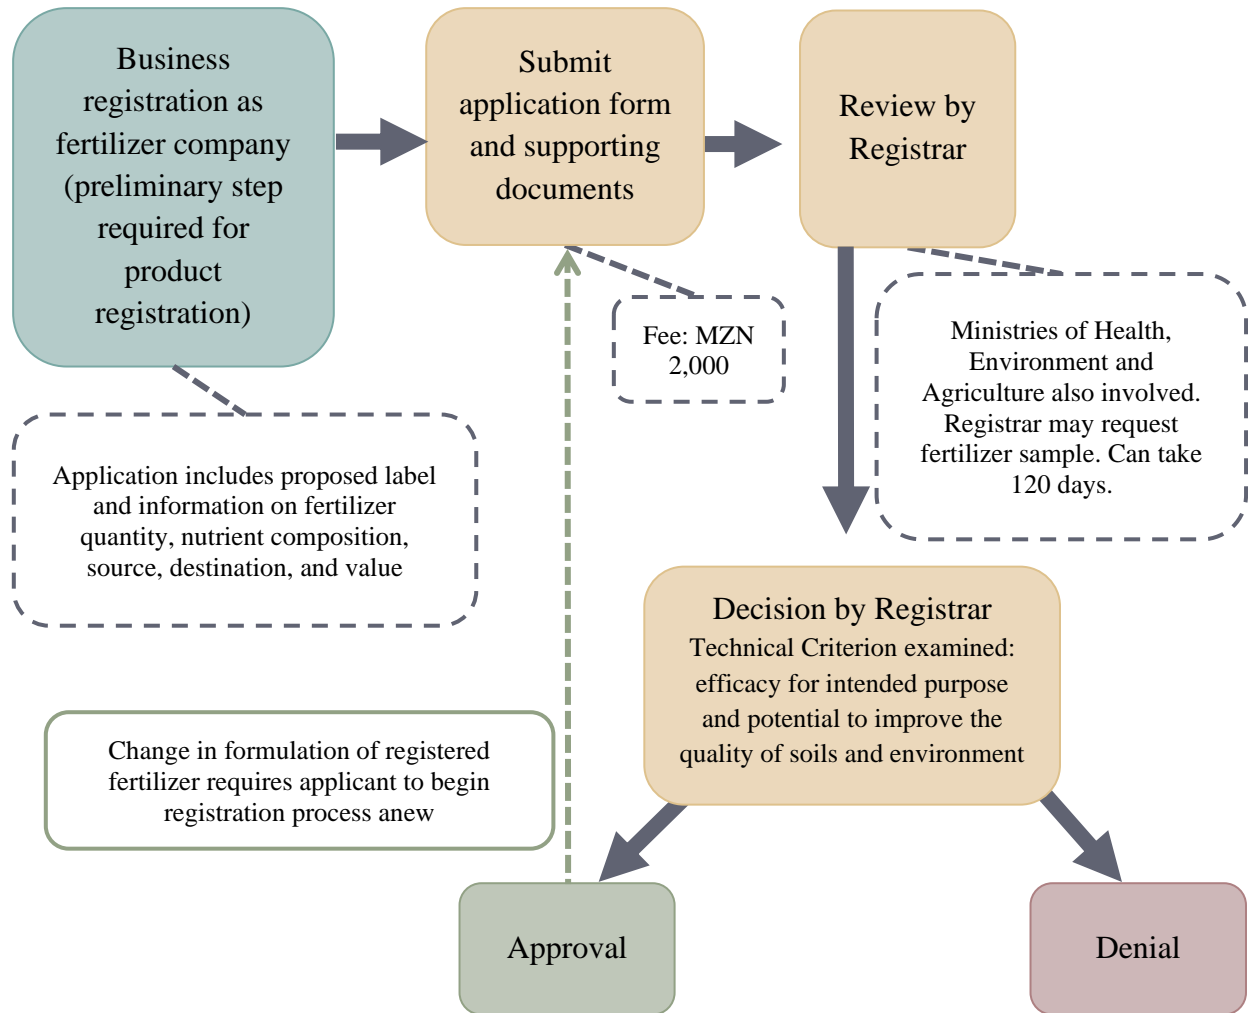 Business
registration as
fertilizer company
(preliminary step
required for
product
registration)
Submit
application form
and supporting
documents
Review by
Registrar
Fee: MZN
2,000
Ministries of Health,
Environment and
Agriculture also involved.
Registrar may request
fertilizer sample. Can take
120 days.
Application includes proposed label
and information on fertilizer
quantity, nutrient composition,
source, destination, and value
Decision by Registrar
Technical Criterion examined:
efficacy for intended purpose
and potential to improve the
quality of soils and environment
Change in formulation of registered
fertilizer requires applicant to begin
registration process anew
Approval
Denial